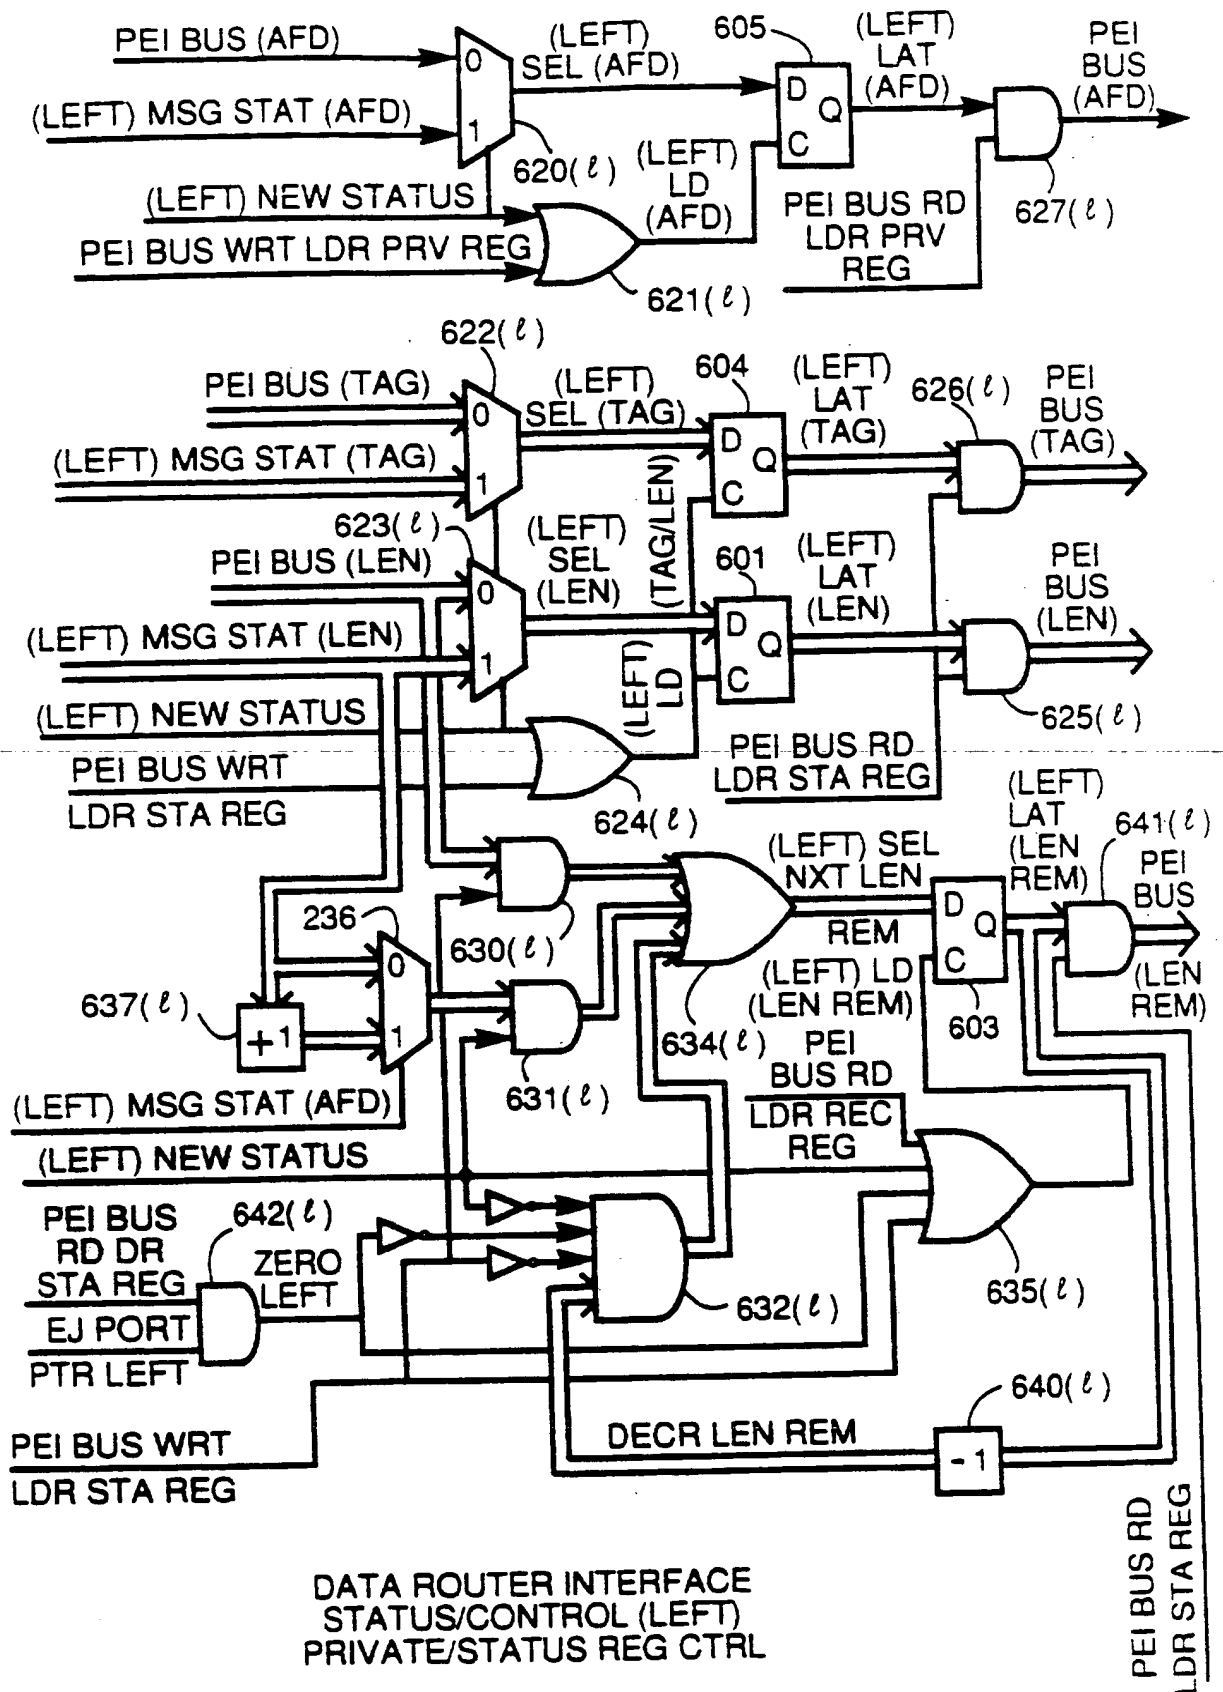 PEI BUS (AFD)
0
(LEFT)
SEL (AFD)
605
(LEFT)
LAT
(AFD)
PEI
BUS
(AFD)
D
Q
C
(LEFT) MSG STAT (AFD)
1
620(ℓ)
(LEFT)
LD
(AFD)
(LEFT) NEW STATUS
PEI BUS WRT LDR PRV REG
621(ℓ)
PEI BUS RD
LDR PRV
REG
627(ℓ)
622(ℓ)
PEI BUS (TAG)
0
(LEFT)
SEL (TAG)
604
(LEFT)
LAT
(TAG)
626(ℓ)
PEI
BUS
(TAG)
D
Q
C
(LEFT) MSG STAT (TAG)
1
623(ℓ)
PEI BUS (LEN)
0
(LEFT)
SEL
(LEN)
(LEFT) LD
(TAG/LEN)
601
(LEFT)
LAT
(LEN)
PEI
BUS
(LEN)
D
Q
C
(LEFT) MSG STAT (LEN)
1
625(ℓ)
(LEFT) NEW STATUS
PEI BUS WRT
LDR STA REG
624(ℓ)
PEI BUS RD
LDR STA REG
(LEFT) SEL
NXT LEN
REM
(LEFT)
LAT
(LEN
REM)
641(ℓ)
PEI
BUS
(LEN
REM)
D
Q
C
603
236
0
1
630(ℓ)
637(ℓ)
+1
631(ℓ)
634(ℓ)
(LEFT) LD
(LEN REM)
PEI
BUS RD
LDR REC
REG
(LEFT) MSG STAT (AFD)
(LEFT) NEW STATUS
PEI BUS
RD DR
STA REG
642(ℓ)
ZERO
LEFT
EJ PORT
PTR LEFT
632(ℓ)
635(ℓ)
640(ℓ)
PEI BUS WRT
LDR STA REG
DECR LEN REM
-1
PEI BUS RD
LDR STA REG
DATA ROUTER INTERFACE
STATUS/CONTROL (LEFT)
PRIVATE/STATUS REG CTRL